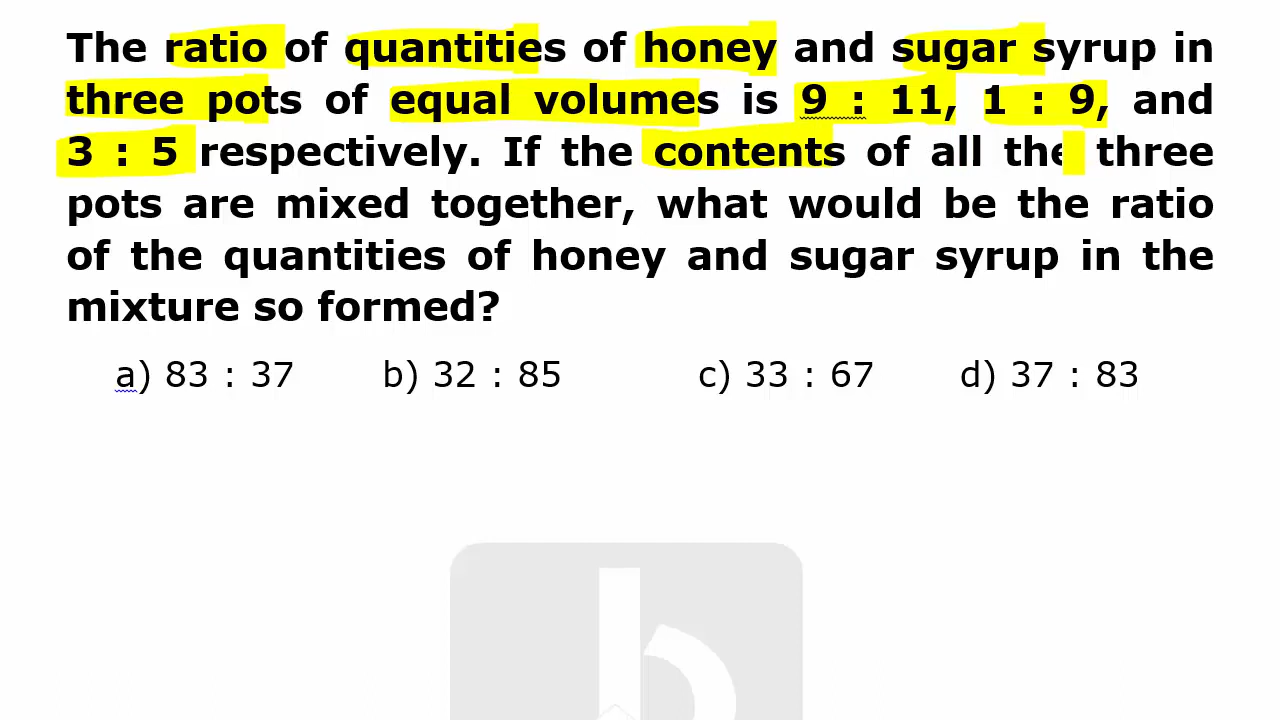 The ratio of quantities of honey and sugar syrup in
three pots of equal volumes is 9 : 11, 1 : 9, and
3 : 5 respectively. If the contents of all the three
pots are mixed together, what would be the ratio
of the quantities of honey and sugar syrup in the
mixture so formed?
a) 83 : 37 b) 32 : 85 c) 33 : 67 d) 37 : 83